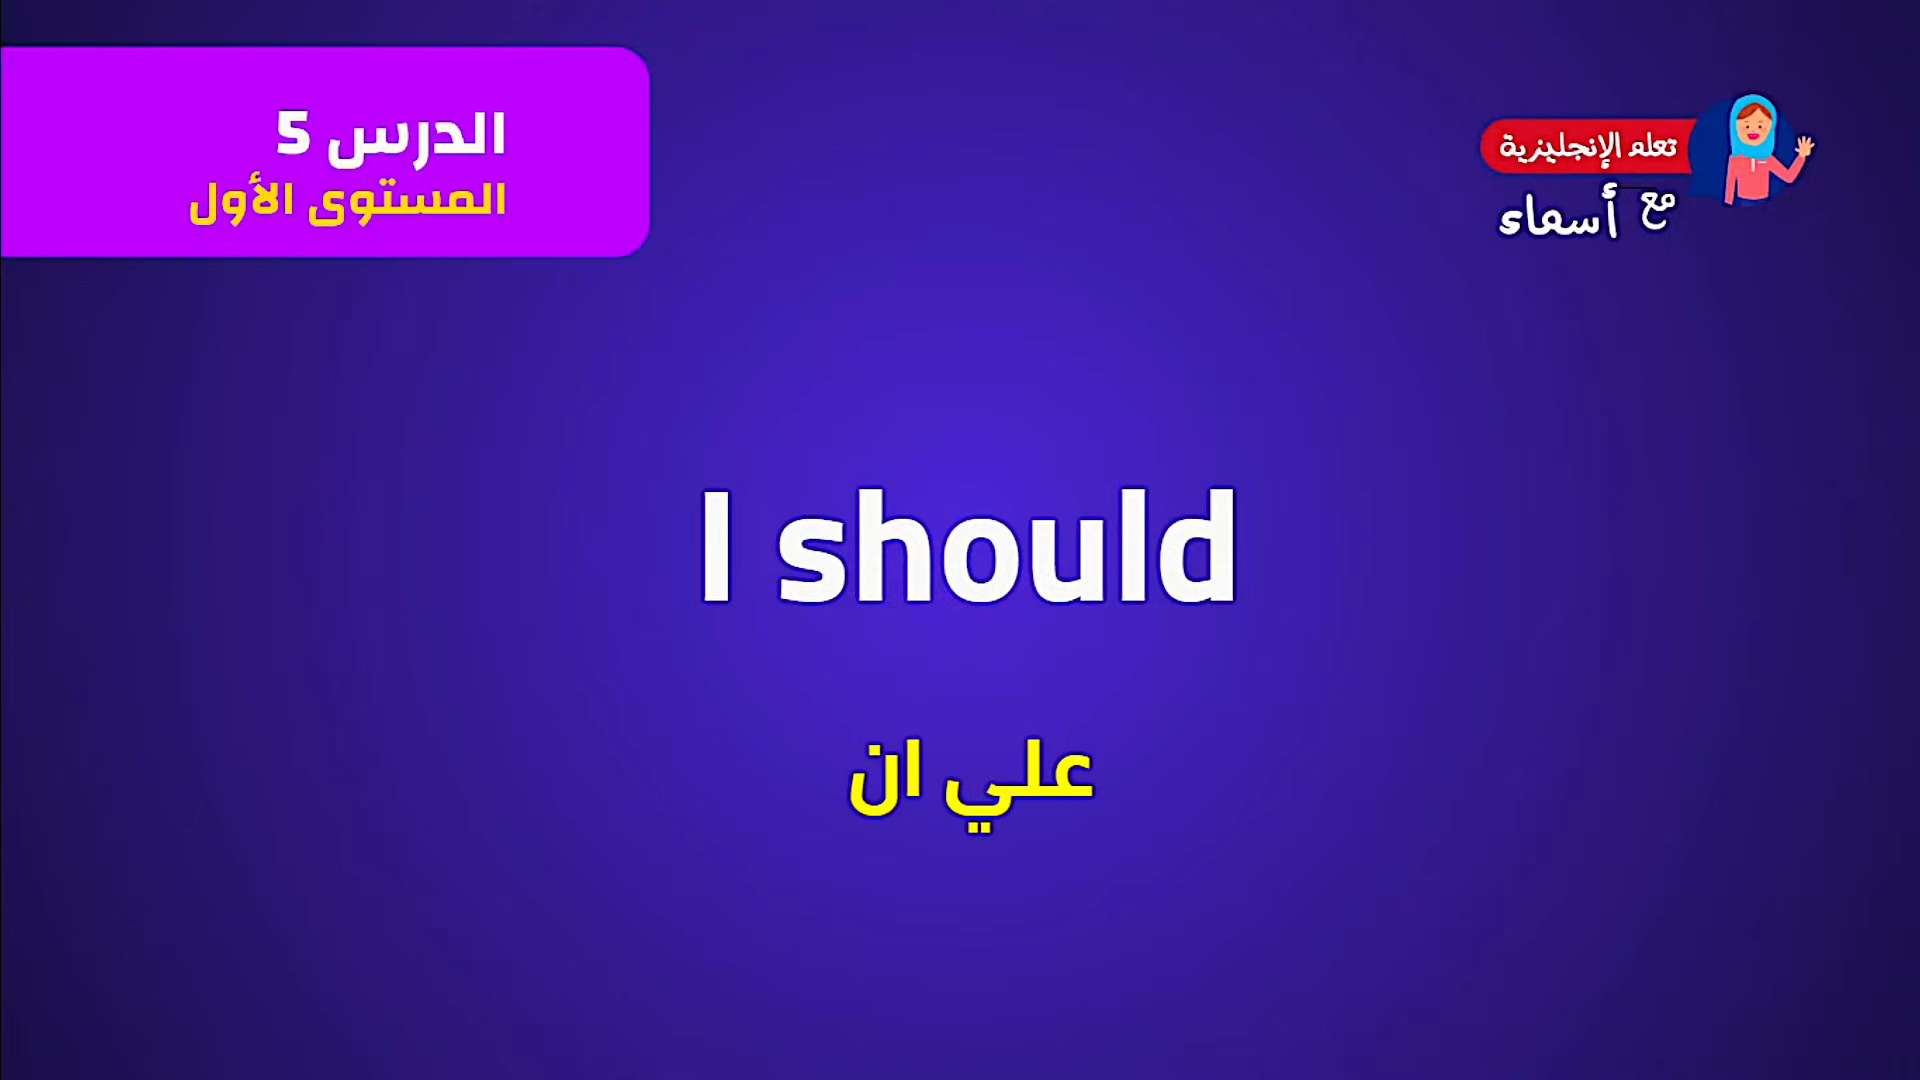 الدرس 5
المستوى الأول
تعلم الإنجليزية
مع أسماء
I should
علي ان